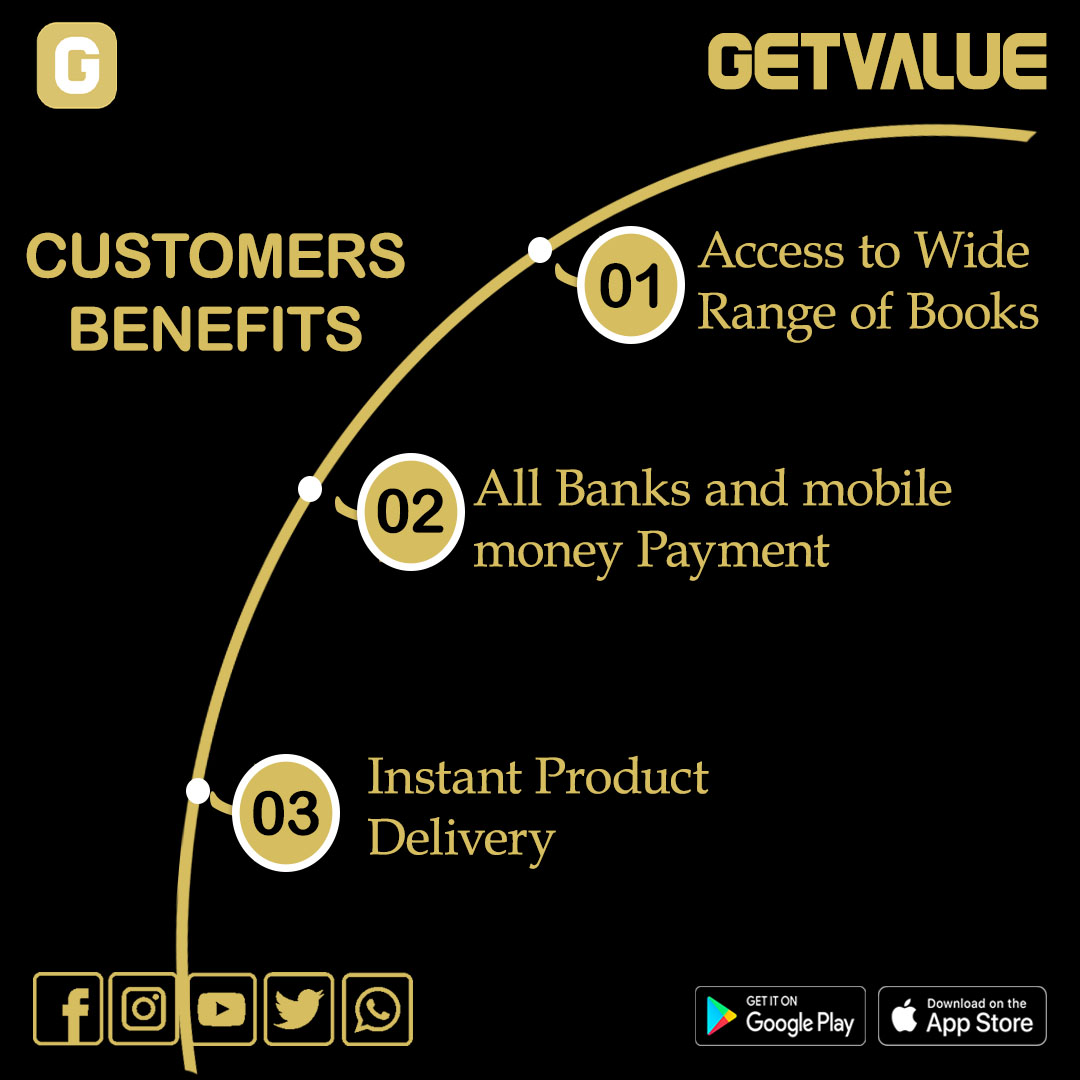 G
GETVALUE
CUSTOMERS
BENEFITS
01
Access to Wide
Range of Books
02
All Banks and mobile
money Payment
03
Instant Product
Delivery
GET IT ON
Google Play
Download on the
App Store